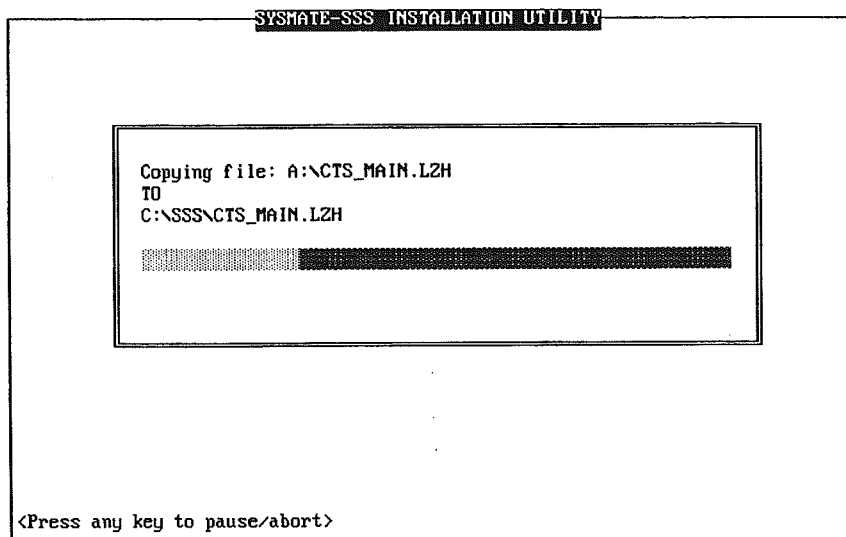 SYSMATE-SSS INSTALLATION UTILITY
Copying file: A:\CTS_MAIN.LZH
TO
C:\SSS\CTS_MAIN.LZH
<Press any key to pause/abort>